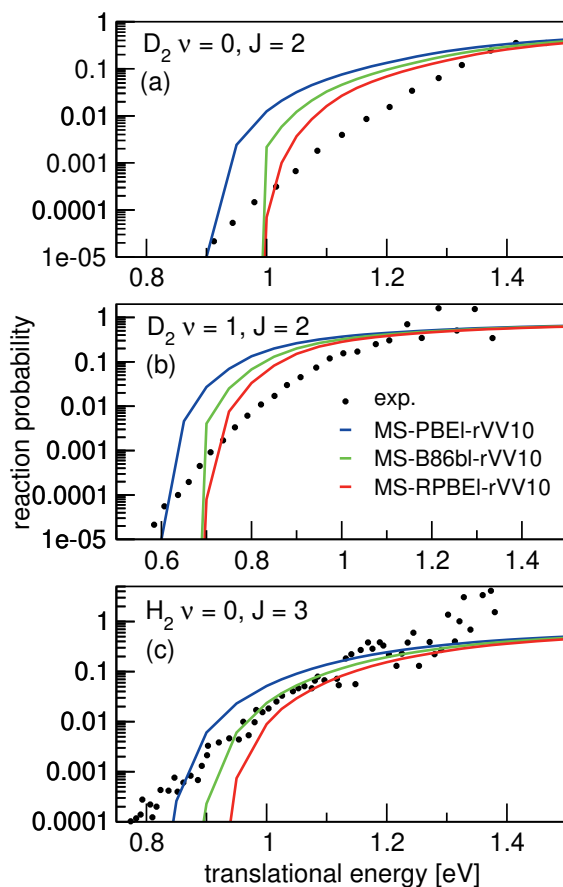 D₂ ν = 0, J = 2
(a)
1
0.1
0.01
0.001
0.0001
1e-05
0.8 1 1.2 1.4
D₂ ν = 1, J = 2
(b)
1
0.1
0.01
0.001
0.0001
1e-05
0.6 0.8 1 1.2 1.4
exp.
MS-PBEl-rVV10
MS-B86bl-rVV10
MS-RPBEl-rVV10
reaction probability
H₂ ν = 0, J = 3
(c)
1
0.1
0.01
0.001
0.0001
0.8 1 1.2 1.4
translational energy [eV]